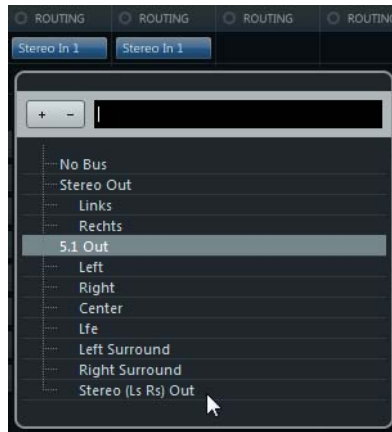 ROUTING ROUTING ROUTING ROUTIN
Stereo In 1 Stereo In 1
+ -
No Bus
Stereo Out
Links
Rechts
5.1 Out
Left
Right
Center
Lfe
Left Surround
Right Surround
Stereo (Ls Rs) Out